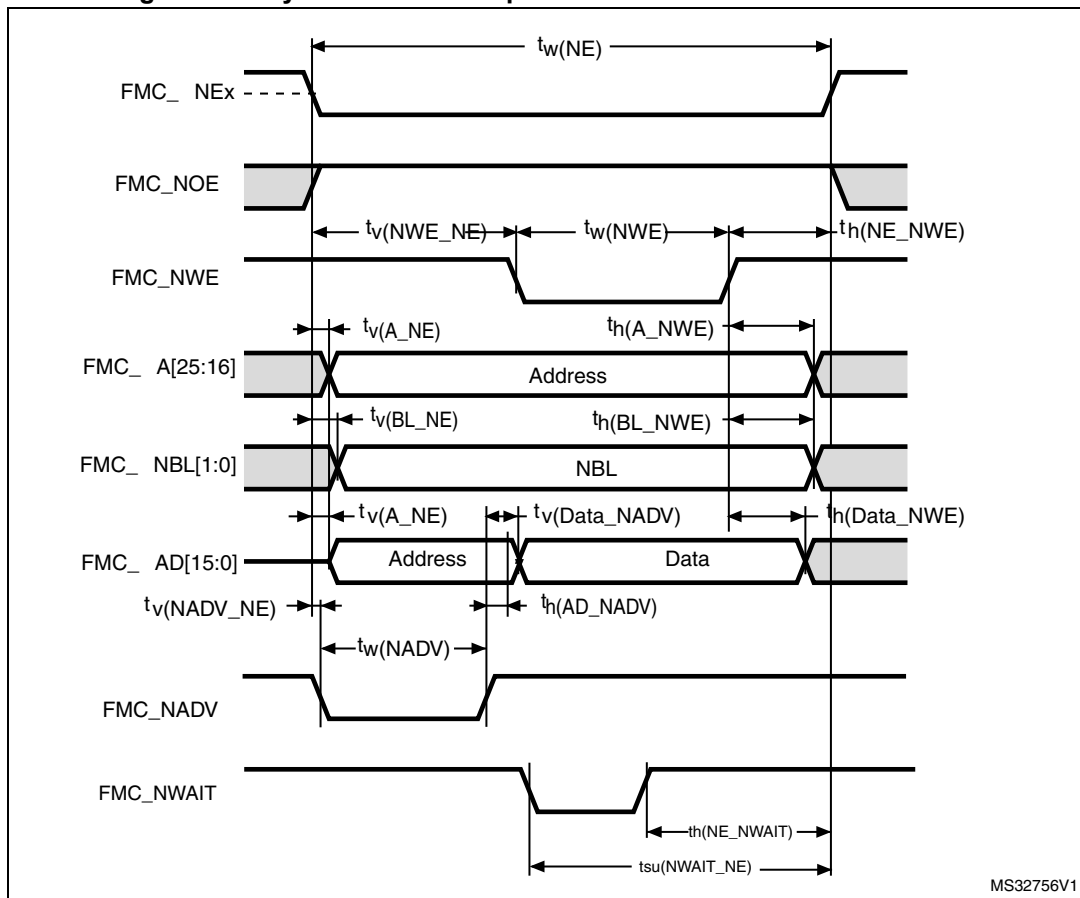 tw(NE)
FMC_ NEx
FMC_NOE
tv(NWE_NE)
tw(NWE)
th(NE_NWE)
FMC_NWE
tv(A_NE)
th(A_NWE)
FMC_ A[25:16]
Address
tv(BL_NE)
th(BL_NWE)
FMC_ NBL[1:0]
NBL
tv(A_NE)
tv(Data_NADV)
th(Data_NWE)
FMC_ AD[15:0]
Address
Data
tv(NADV_NE)
th(AD_NADV)
tw(NADV)
FMC_NADV
FMC_NWAIT
th(NE_NWAIT)
tsu(NWAIT_NE)
MS32756V1